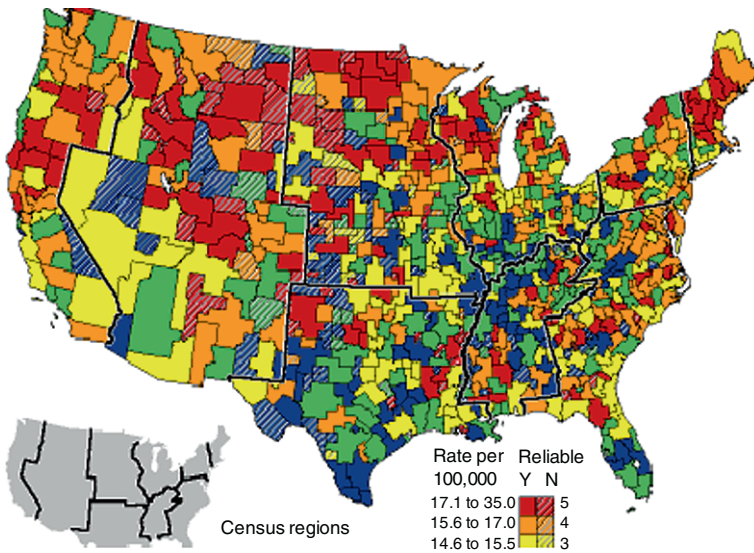 Rate per Reliable
100,000 Y N
17.1 to 35.0 5
15.6 to 17.0 4
14.6 to 15.5 3
Census regions